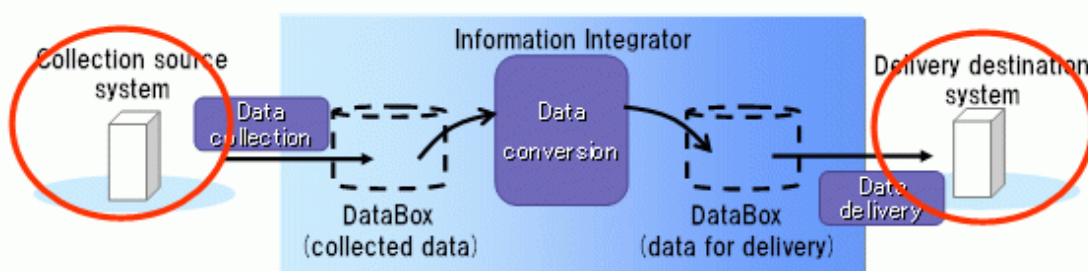 Information Integrator
Collection source
system
Data
collection
DataBox
(collected data)
Data
conversion
DataBox
(data for delivery)
Data
delivery
Delivery destination
system